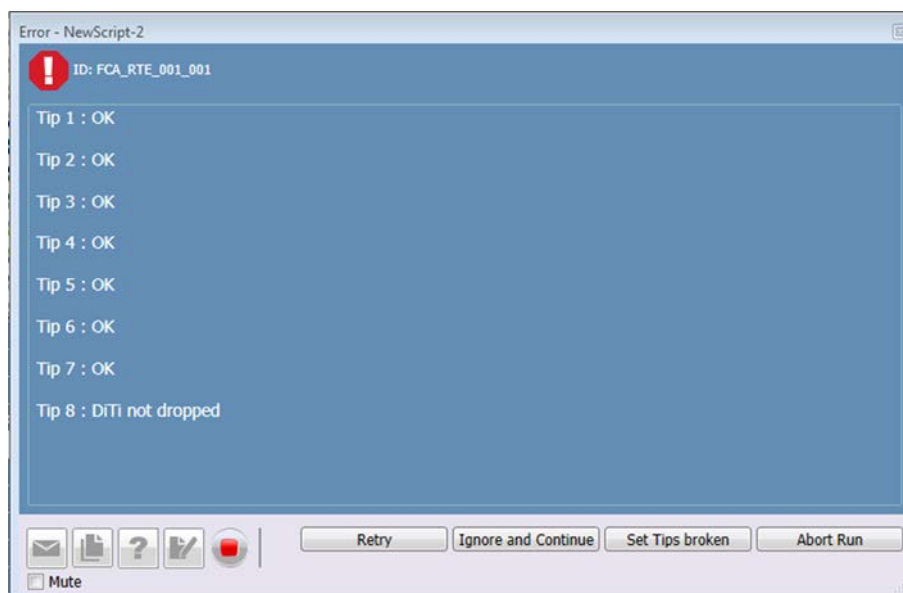 Error - NewScript-2
ID: FCA_RTE_001_001
Tip 1 : OK
Tip 2 : OK
Tip 3 : OK
Tip 4 : OK
Tip 5 : OK
Tip 6 : OK
Tip 7 : OK
Tip 8 : DiTi not dropped
Retry Ignore and Continue Set Tips broken Abort Run
Mute